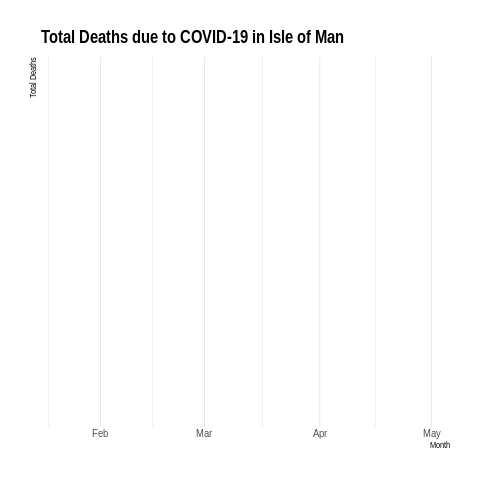 Total Deaths due to COVID-19 in Isle of Man
Total Deaths
Feb Mar Apr May
Month